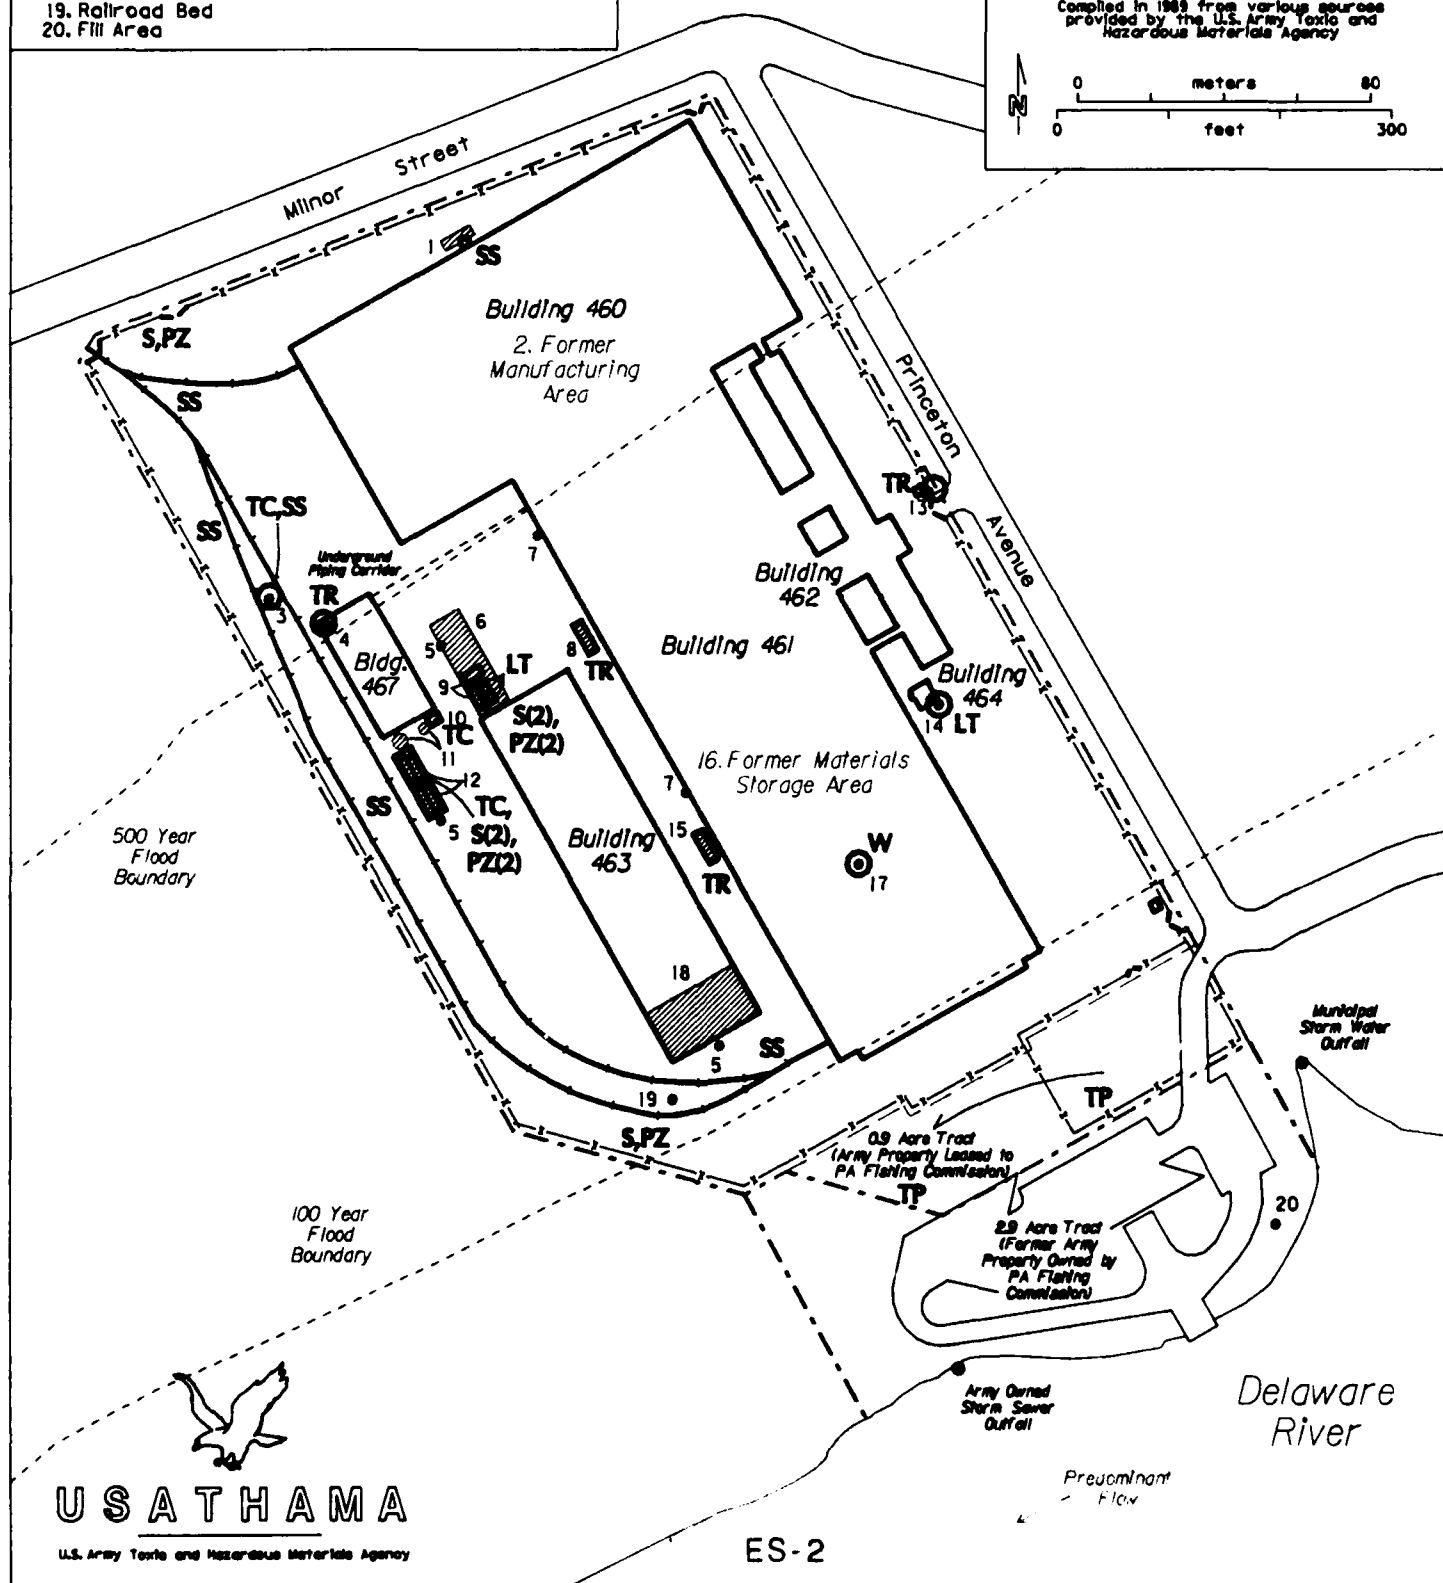 19. Railroad Bed
20. Fill Area
Compiled in 1989 from various sources
provided by the U.S. Army Toxic and
Hazardous Materials Agency
N
0 meters 80
0 feet 300
Milnor Street
1
SS
Building 460
2. Former
Manufacturing
Area
S,PZ
SS
Princeton
Avenue
TR
13
TC,SS
SS
3
Underground
Piping Corridor
TR
4
7
Building
462
Bldg.
467
5
6
8
TR
Building 461
9
LT
10
TC
11
S(2),
PZ(2)
Building
464
14
LT
12
TC,
S(2),
PZ(2)
5
SS
16. Former Materials
Storage Area
7
15
TR
Building
463
W
17
500 Year
Flood
Boundary
18
5
SS
19
S,PZ
Municipal
Storm Water
Outfall
TP
0.9 Acre Tract
(Army Property Leased to
PA Fishing Commission)
TP
20
2.9 Acre Tract
(Former Army
Property Owned by
PA Fishing
Commission)
100 Year
Flood
Boundary
Army Owned
Storm Sewer
Outfall
Delaware
River
Predominant
Flow
USATHAMA
U.S. Army Toxic and Hazardous Materials Agency
ES-2